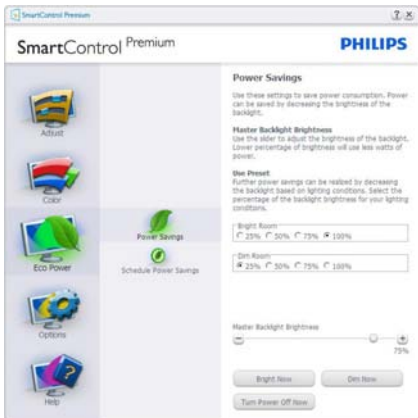 SmartControl Premium
SmartControl Premium
PHILIPS
Adjust
Color
Eco Power
Options
Help
Power Savings
Schedule Power Savings
Power Savings
Use these settings to save power consumption. Power
can be saved by decreasing the brightness of the
backlight.
Master Backlight Brightness
Use the slider to adjust the brightness of the backlight.
Lower percentage of brightness will use less watts of
power.
Use Preset
Further power savings can be realized by decreasing
the backlight based on lighting conditions. Select the
percentage of the backlight brightness for your lighting
conditions.
Bright Room
25% 50% 75% 100%
Dim Room
25% 50% 75% 100%
Master Backlight Brightness
75%
Bright Now
Dim Now
Turn Power Off Now